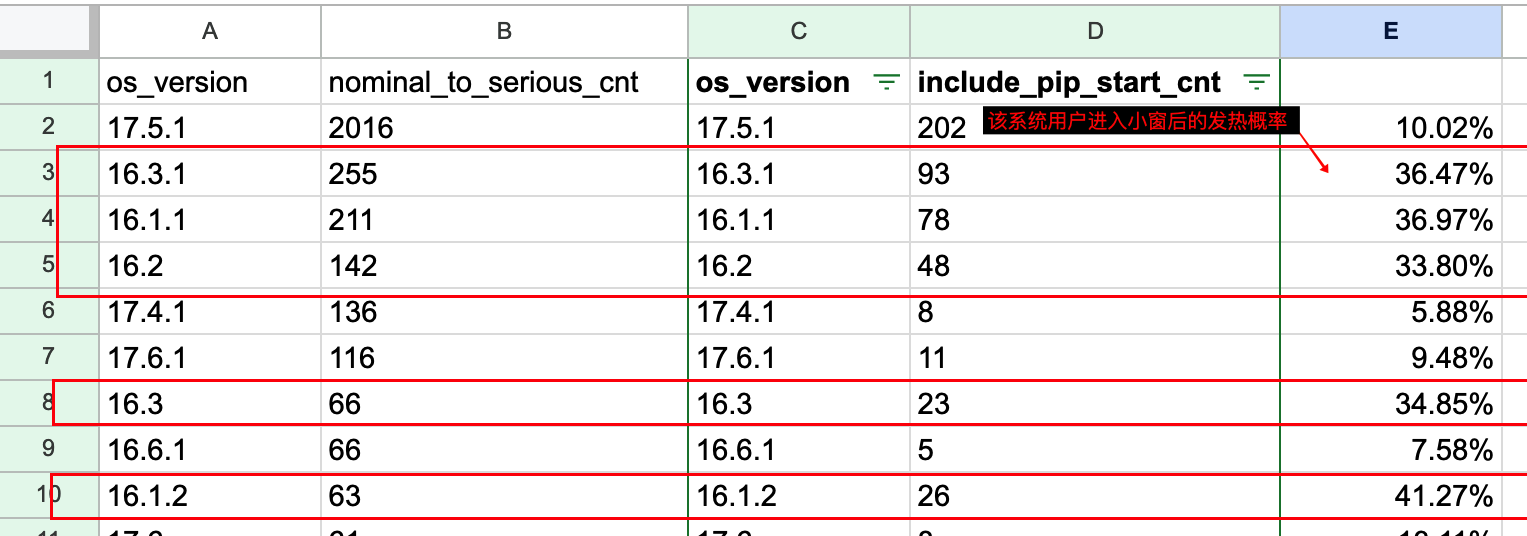 A B C D E
1 os_version nominal_to_serious_cnt os_version include_pip_start_cnt
该系统用户进入小窗后的发热概率
2 17.5.1 2016 17.5.1 202 10.02%
3 16.3.1 255 16.3.1 93 36.47%
4 16.1.1 211 16.1.1 78 36.97%
5 16.2 142 16.2 48 33.80%
6 17.4.1 136 17.4.1 8 5.88%
7 17.6.1 116 17.6.1 11 9.48%
8 16.3 66 16.3 23 34.85%
9 16.6.1 66 16.6.1 5 7.58%
10 16.1.2 63 16.1.2 26 41.27%